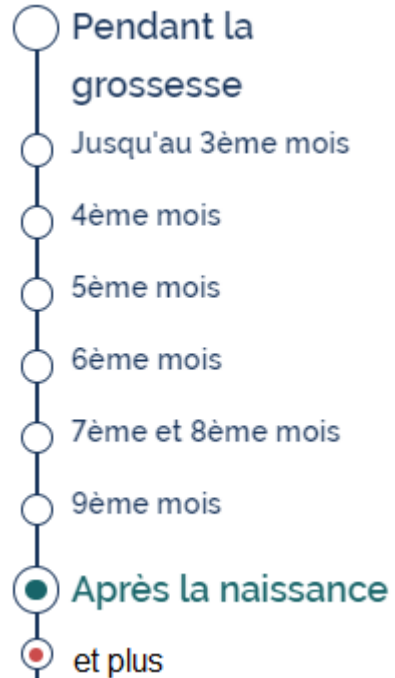 Pendant la
grossesse
Jusqu'au 3ème mois
4ème mois
5ème mois
6ème mois
7ème et 8ème mois
9ème mois
Après la naissance
et plus